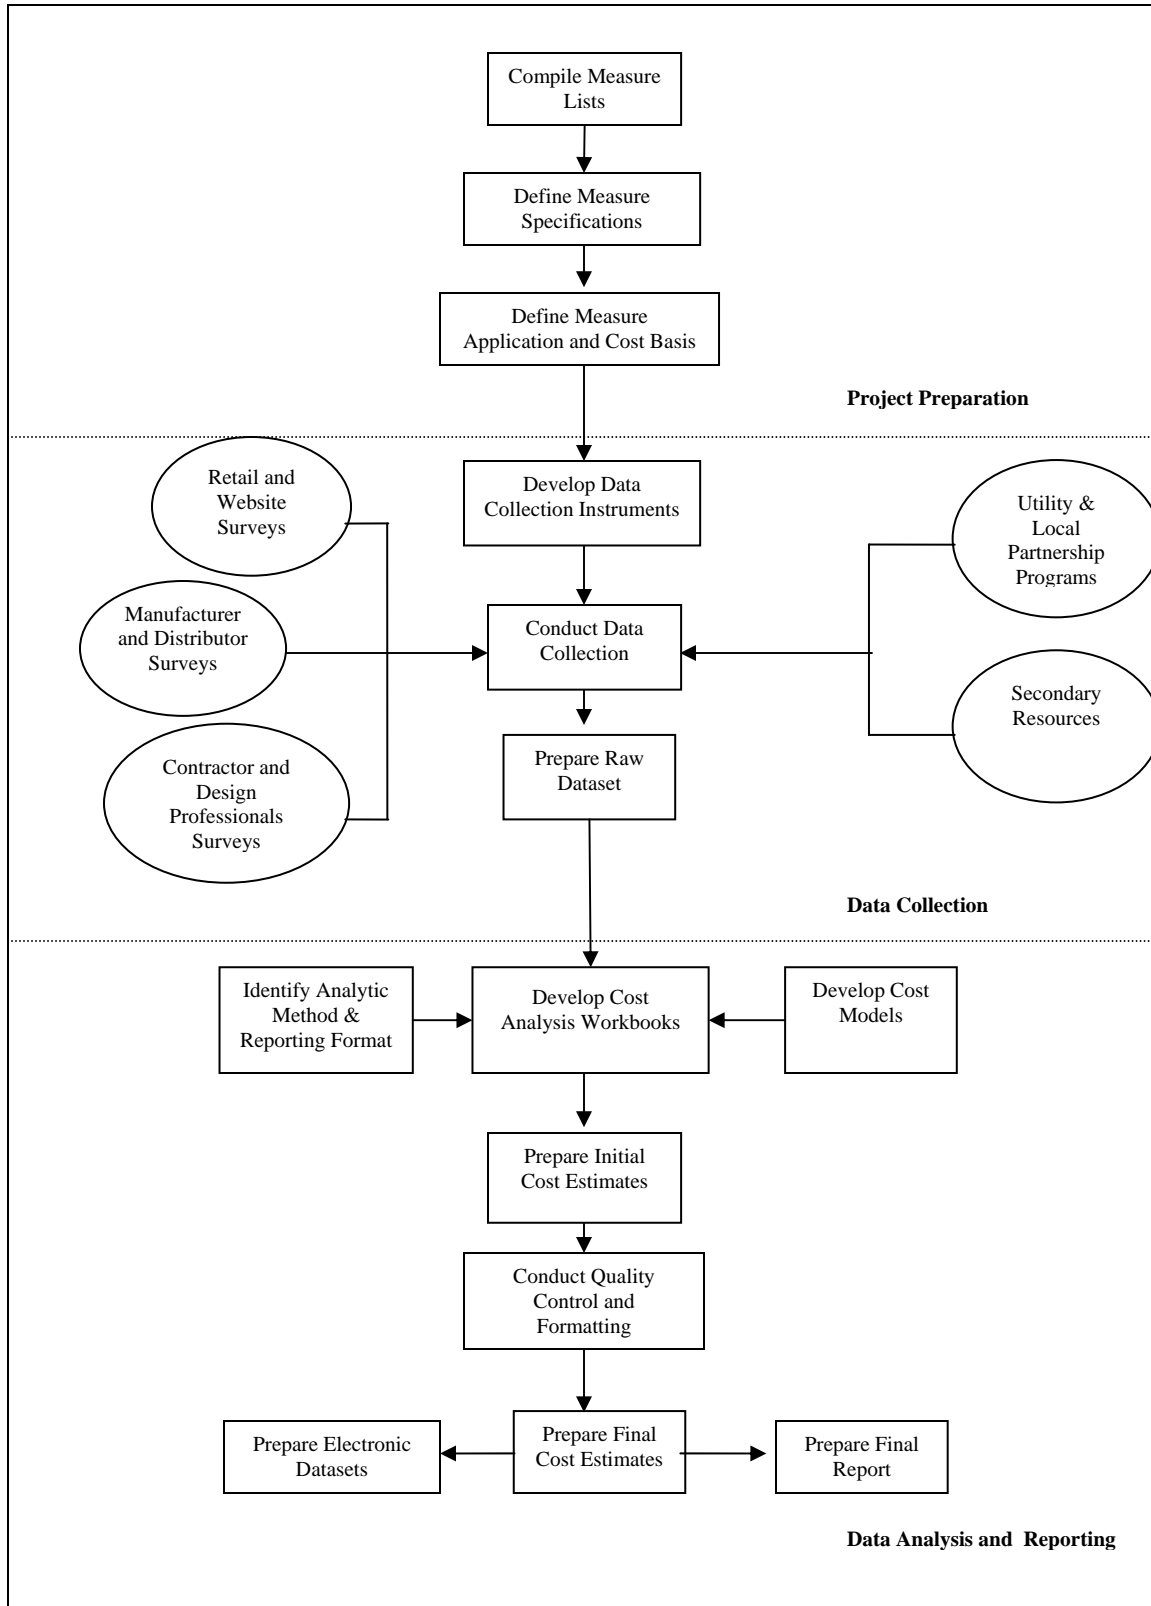 Compile Measure
Lists
Define Measure
Specifications
Define Measure
Application and Cost Basis
Project Preparation
Retail and
Website
Surveys
Develop Data
Collection Instruments
Utility &
Local
Partnership
Programs
Manufacturer
and Distributor
Surveys
Conduct Data
Collection
Secondary
Resources
Contractor and
Design
Professionals
Surveys
Prepare Raw
Dataset
Data Collection
Identify Analytic
Method &
Reporting Format
Develop Cost
Analysis Workbooks
Develop Cost
Models
Prepare Initial
Cost Estimates
Conduct Quality
Control and
Formatting
Prepare Electronic
Datasets
Prepare Final
Cost Estimates
Prepare Final
Report
Data Analysis and  Reporting